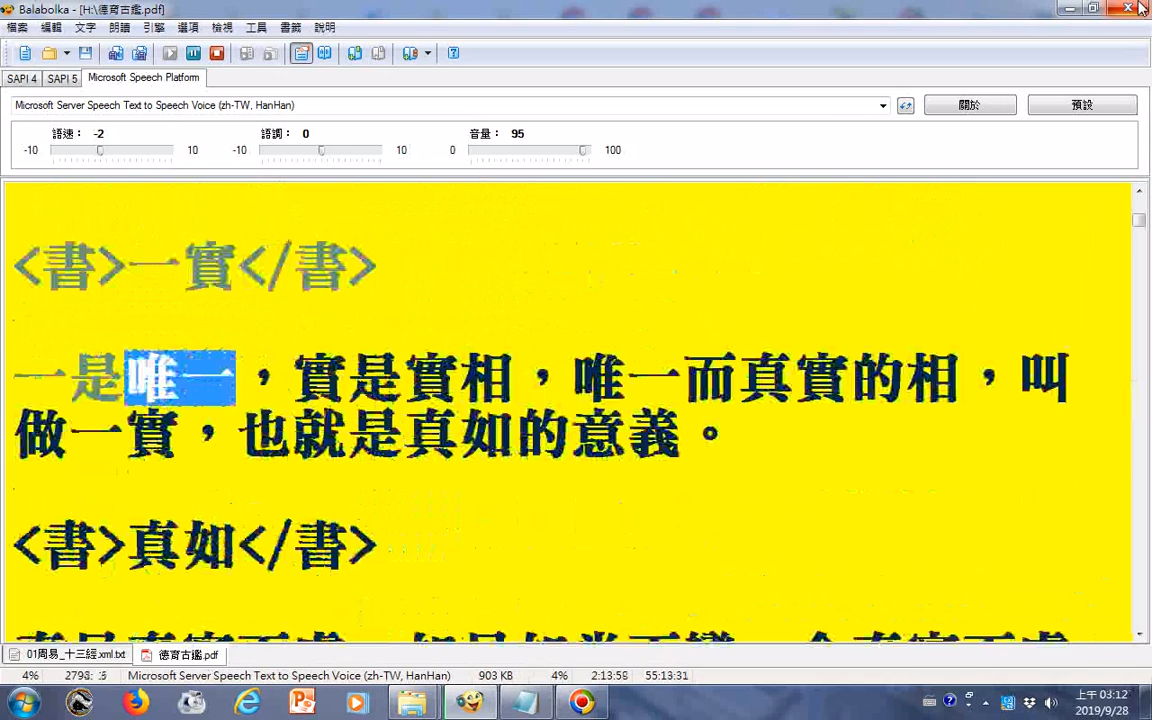 Balabolka - [H:\德育古鑑.pdf]
檔案 編輯 文字 朗讀 引擎 選項 檢視 工具 書籤 說明
SAPI 4 SAPI 5 Microsoft Speech Platform
Microsoft Server Speech Text to Speech Voice (zh-TW, HanHan) 關於 預設
語速： -2 語調： 0 音量： 95
-10 10 -10 10 0 100
<書>一實</書>
一是唯一，實是實相，唯一而真實的相，叫
做一實，也就是真如的意義。
<書>真如</書>
01周易_十三經.xml.txt 德育古鑑.pdf
4% Microsoft Server Speech Text to Speech Voice (zh-TW, HanHan) 903 KB 4% 2:13:58 55:13:31
上午 03:12
2019/9/28